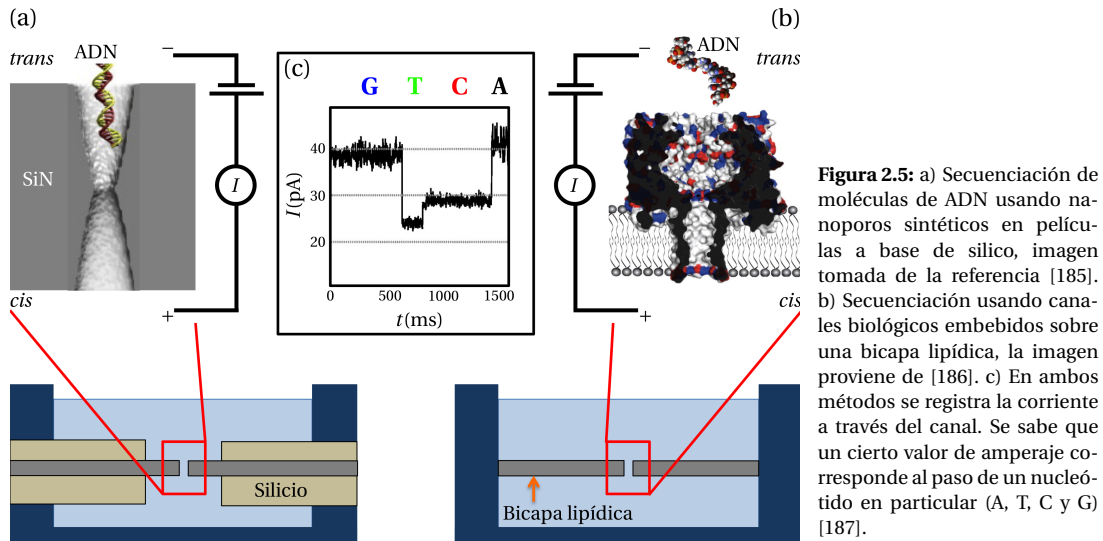 (a)
trans
ADN
−
SiN
I
cis
+
(c)
G T C A
I(pA)
40
30
20
0 500 1000 1500
t(ms)
(b)
−
ADN
trans
I
+
cis
Silicio
Bicapa lipídica
Figura 2.5: a) Secuenciación de
moléculas de ADN usando na-
noporos sintéticos en pelícu-
las a base de silico, imagen
tomada de la referencia [185].
b) Secuenciación usando cana-
les biológicos embebidos sobre
una bicapa lipídica, la imagen
proviene de [186]. c) En ambos
métodos se registra la corriente
a través del canal. Se sabe que
un cierto valor de amperaje co-
rresponde al paso de un nucleó-
tido en particular (A, T, C y G)
[187].